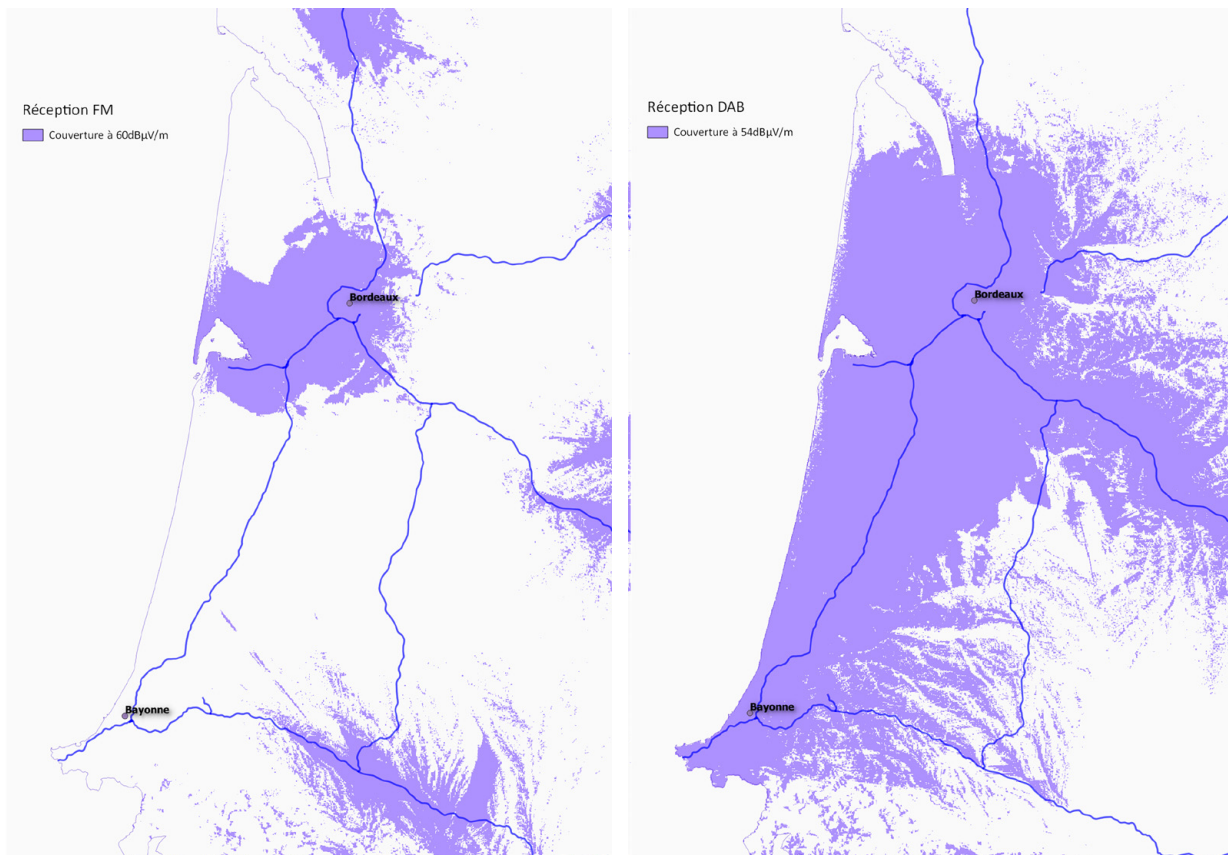 Réception FM
Couverture à 60dBµV/m
Bordeaux
Bayonne
Réception DAB
Couverture à 54dBµV/m
Bordeaux
Bayonne